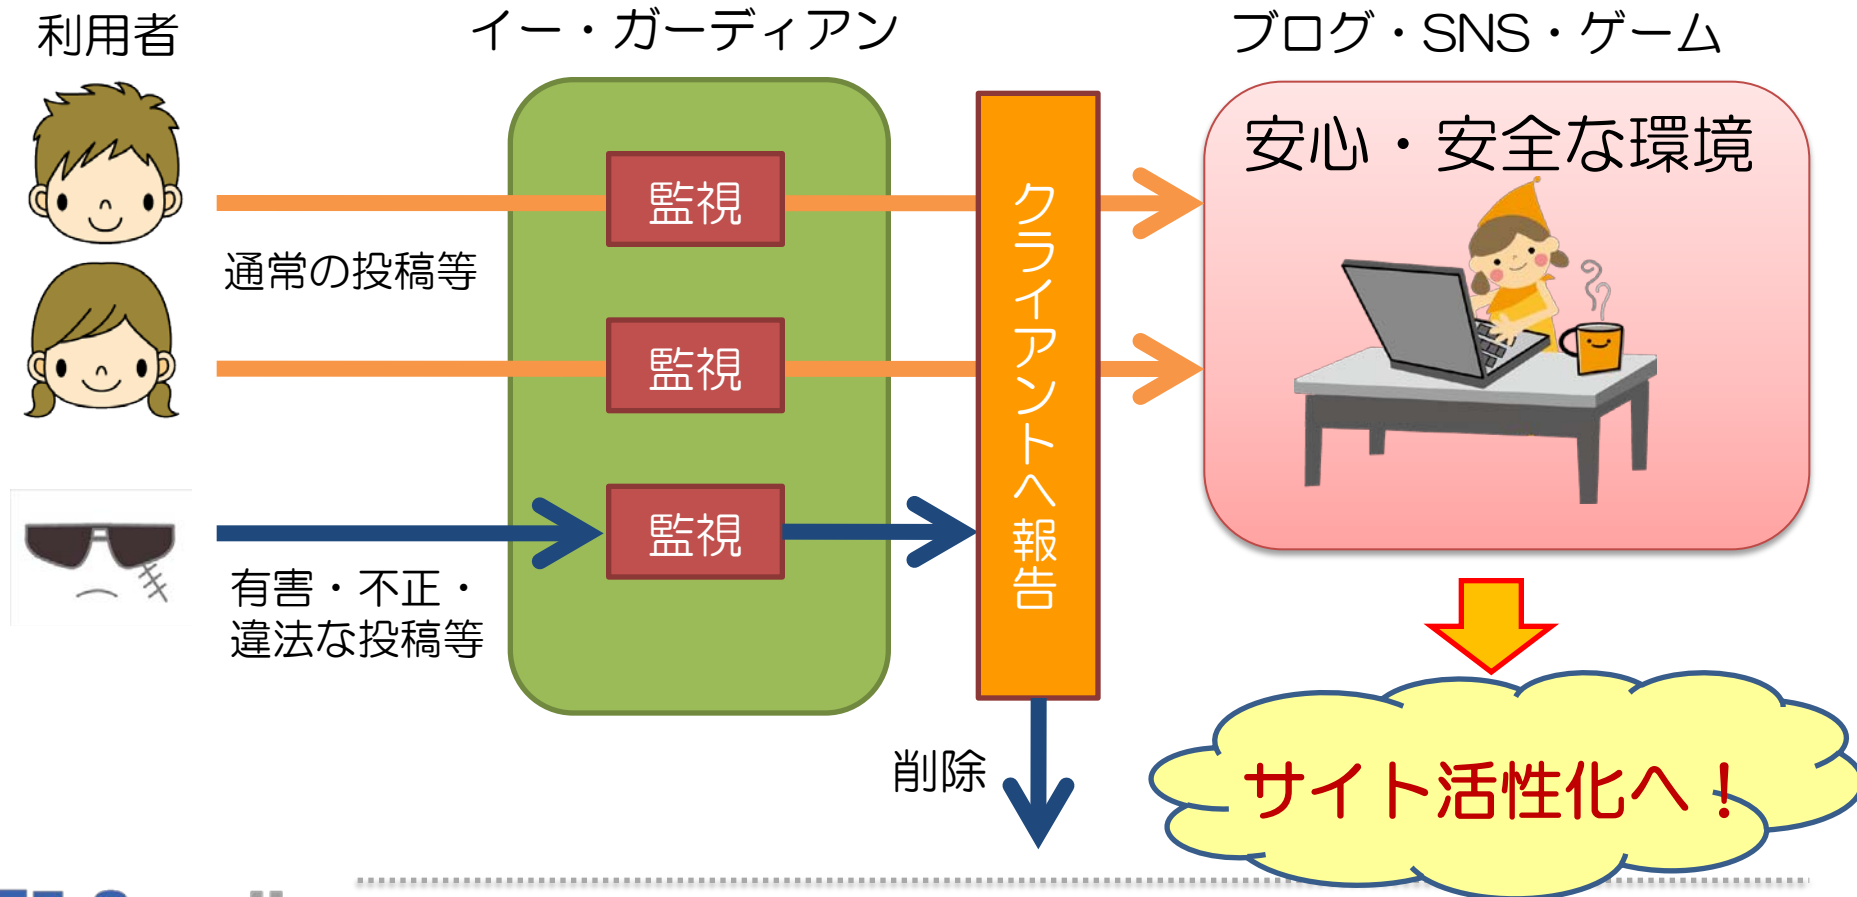 利用者
イー・ガーディアン
ブログ・SNS・ゲーム
安心・安全な環境
監視
通常の投稿等
監視
監視
有害・不正・
違法な投稿等
クライアントへ報告
削除
サイト活性化へ！